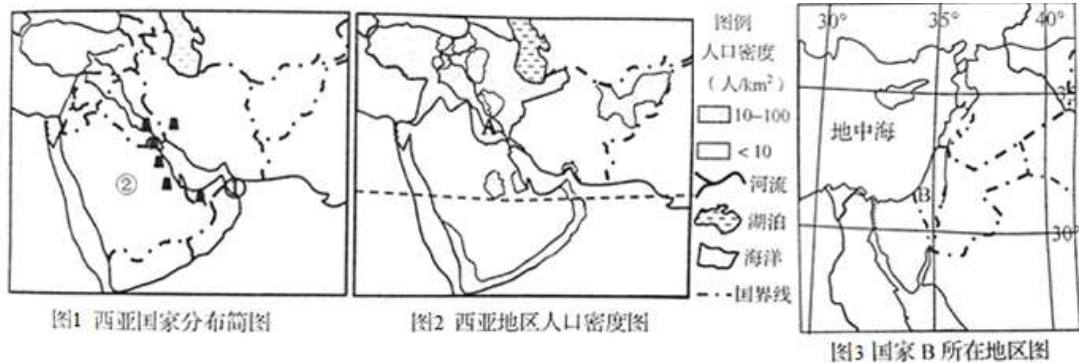 ②
图1 西亚国家分布简图
A
图2 西亚地区人口密度图
图例
人口密度
(人/km²)
10–100
<10
河流
湖泊
海洋
国界线
30° 35° 40°
地中海
B
30°
图3 国家 B 所在地区图